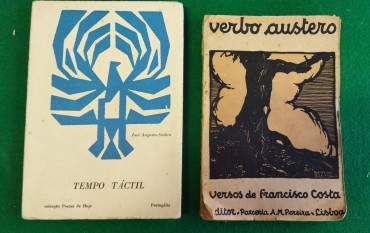 José Augusto Seabra
TEMPO TÁCTIL
colecção Poetas de Hoje
Portugália
verbo austero
versos de Francisco Costa
ditor • Parceria A. M. Pereira • Lisboa